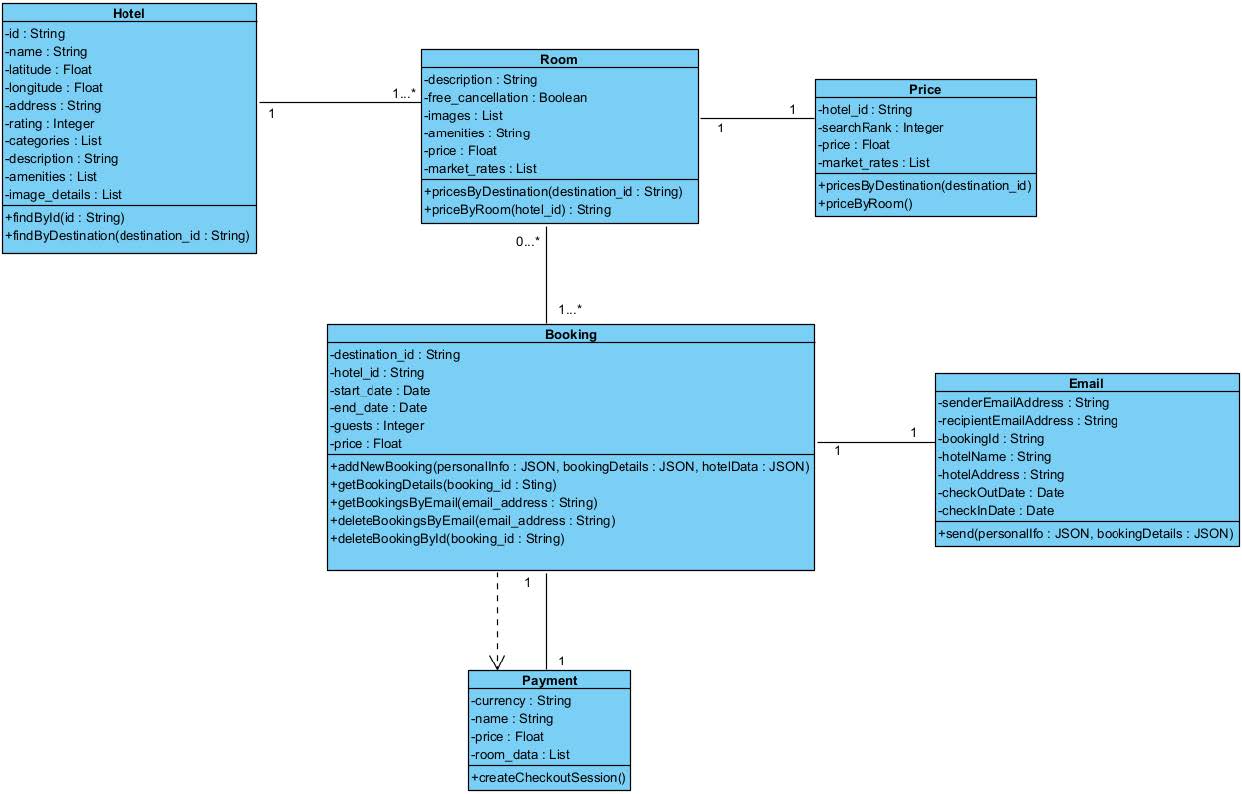 Hotel
-id : String
-name : String
-latitude : Float
-longitude : Float
-address : String
-rating : Integer
-categories : List
-description : String
-amenities : List
-image_details : List
+findById(id : String)
+findByDestination(destination_id : String)
1
1...*
Room
-description : String
-free_cancellation : Boolean
-images : List
-amenities : String
-price : Float
-market_rates : List
+pricesByDestination(destination_id : String)
+priceByRoom(hotel_id) : String
1
1
Price
-hotel_id : String
-searchRank : Integer
-price : Float
-market_rates : List
+pricesByDestination(destination_id)
+priceByRoom()
0...*
1...*
Booking
-destination_id : String
-hotel_id : String
-start_date : Date
-end_date : Date
-guests : Integer
-price : Float
+addNewBooking(personalInfo : JSON, bookingDetails : JSON, hotelData : JSON)
+getBookingDetails(booking_id : Sting)
+getBookingsByEmail(email_address : String)
+deleteBookingsByEmail(email_address : String)
+deleteBookingById(booking_id : String)
1
1
Email
-senderEmailAddress : String
-recipientEmailAddress : String
-bookingId : String
-hotelName : String
-hotelAddress : String
-checkOutDate : Date
-checkInDate : Date
+send(personalIfo : JSON, bookingDetails : JSON)
1
1
Payment
-currency : String
-name : String
-price : Float
-room_data : List
+createCheckoutSession()